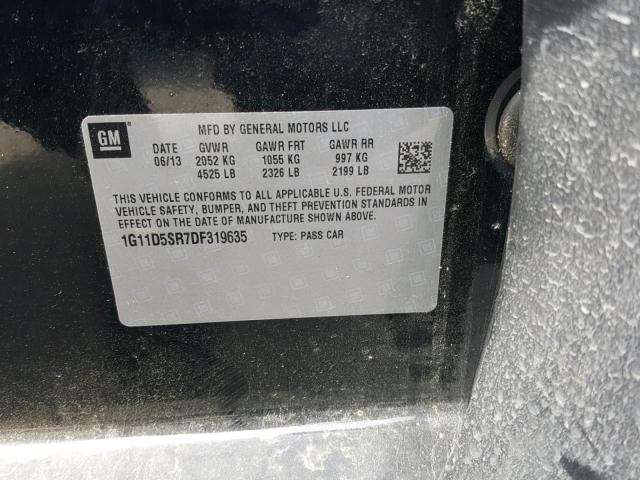 GM
MFD BY GENERAL MOTORS LLC
DATE GVWR GAWR FRT GAWR RR
06/13 2052 KG 1055 KG 997 KG
4525 LB 2326 LB 2199 LB
THIS VEHICLE CONFORMS TO ALL APPLICABLE U.S. FEDERAL MOTOR
VEHICLE SAFETY, BUMPER, AND THEFT PREVENTION STANDARDS IN
EFFECT ON THE DATE OF MANUFACTURE SHOWN ABOVE.
1G11D5SR7DF319635 TYPE: PASS CAR